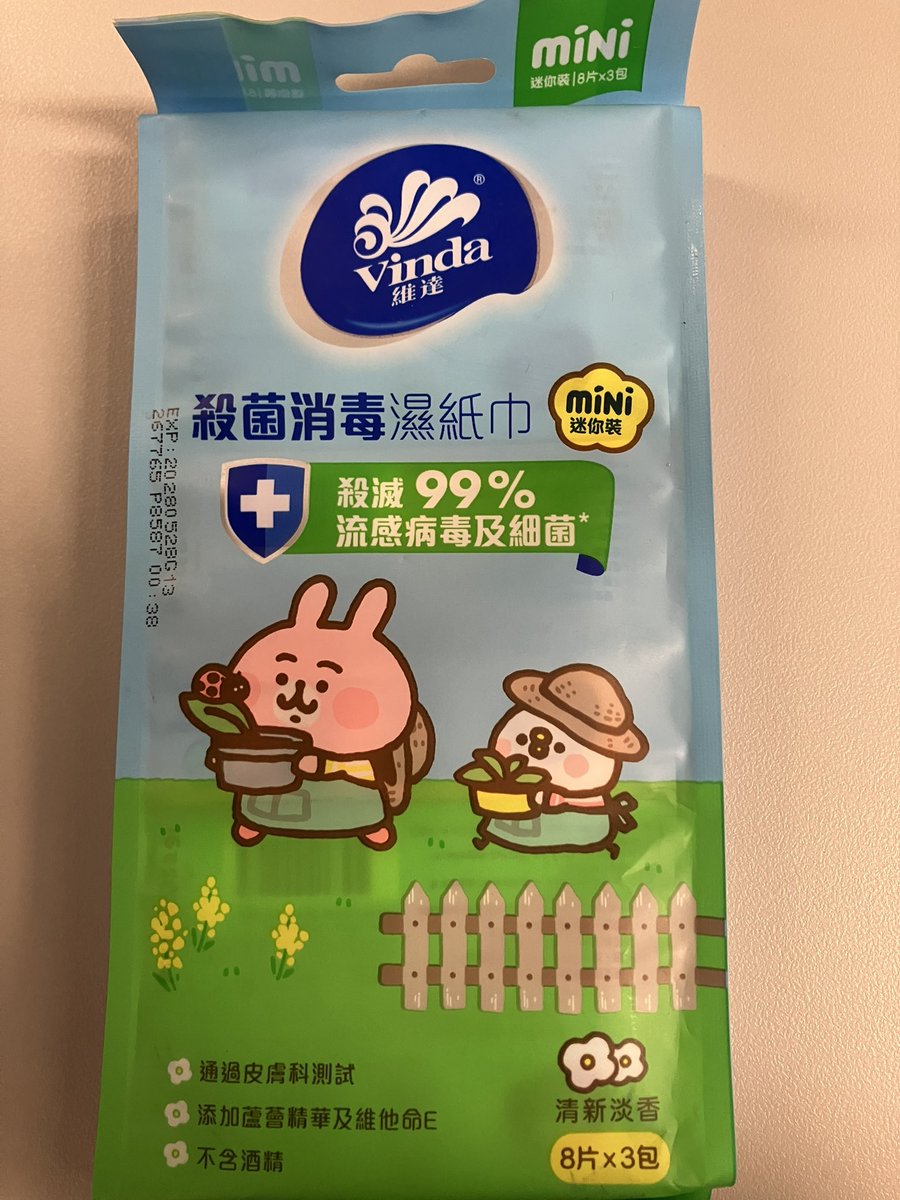 mini
迷你裝|8片x3包
Vinda
維達
®
殺菌消毒濕紙巾
mini
迷你裝
殺滅 99%
流感病毒及細菌*
EXP:20280528G13
267765 P8587 00:38
通過皮膚科測試
添加蘆薈精華及維他命E
不含酒精
清新淡香
8片x3包